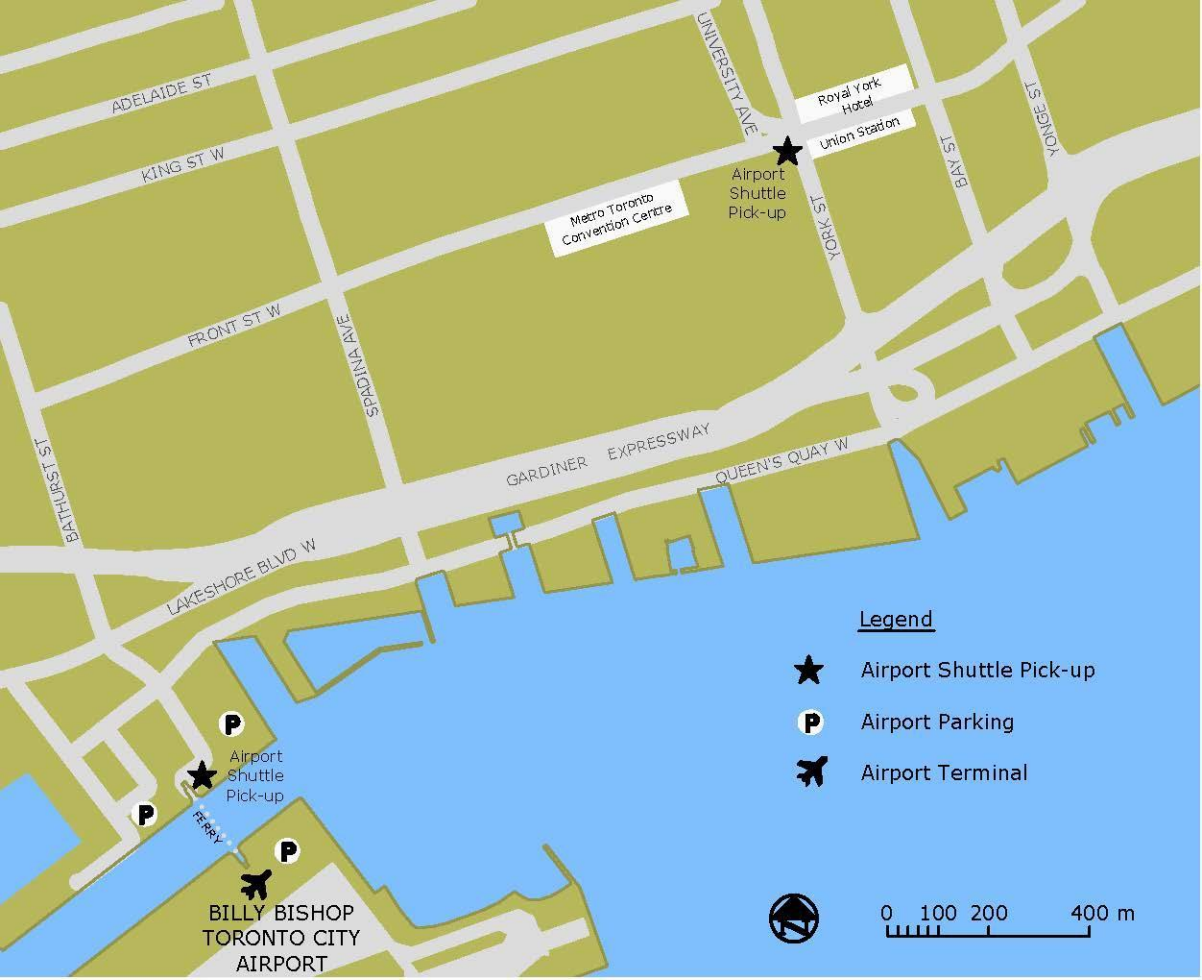 ADELAIDE ST
KING ST W
UNIVERSITY AVE
Royal York
Hotel
Union Station
Airport
Shuttle
Pick-up
Metro Toronto
Convention Centre
YORK ST
BAY ST
YONGE ST
FRONT ST W
SPADINA AVE
BATHURST ST
GARDINER EXPRESSWAY
QUEEN'S QUAY W
LAKESHORE BLVD W
P
Airport
Shuttle
Pick-up
P
FERRY
P
BILLY BISHOP
TORONTO CITY
AIRPORT
Legend
Airport Shuttle Pick-up
P Airport Parking
Airport Terminal
N
0 100 200 400 m